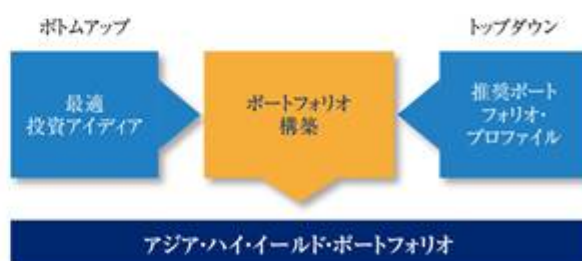 ボトムアップ
トップダウン
最適
投資アイディア
ポートフォリオ
構築
推奨ポート
フォリオ・
プロファイル
アジア・ハイ・イールド・ポートフォリオ